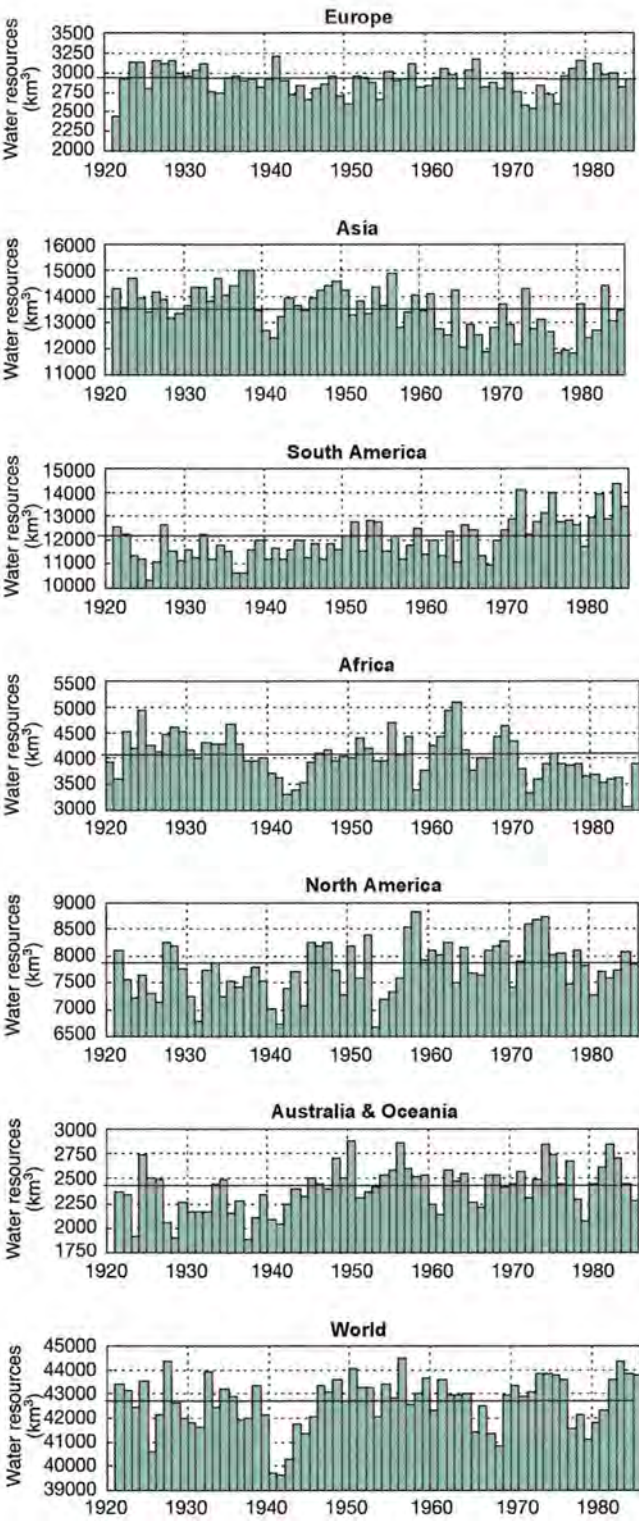 Europe
Water resources
(km³)
3500
3250
3000
2750
2500
2250
2000
1920 1930 1940 1950 1960 1970 1980
Asia
Water resources
(km³)
16000
15000
14000
13000
12000
11000
1920 1930 1940 1950 1960 1970 1980
South America
Water resources
(km³)
15000
14000
13000
12000
11000
10000
1920 1930 1940 1950 1960 1970 1980
Africa
Water resources
(km³)
5500
5000
4500
4000
3500
3000
1920 1930 1940 1950 1960 1970 1980
North America
Water resources
(km³)
9000
8500
8000
7500
7000
6500
1920 1930 1940 1950 1960 1970 1980
Australia & Oceania
Water resources
(km³)
3000
2750
2500
2250
2000
1750
1920 1930 1940 1950 1960 1970 1980
World
Water resources
(km³)
45000
44000
43000
42000
41000
40000
39000
1920 1930 1940 1950 1960 1970 1980